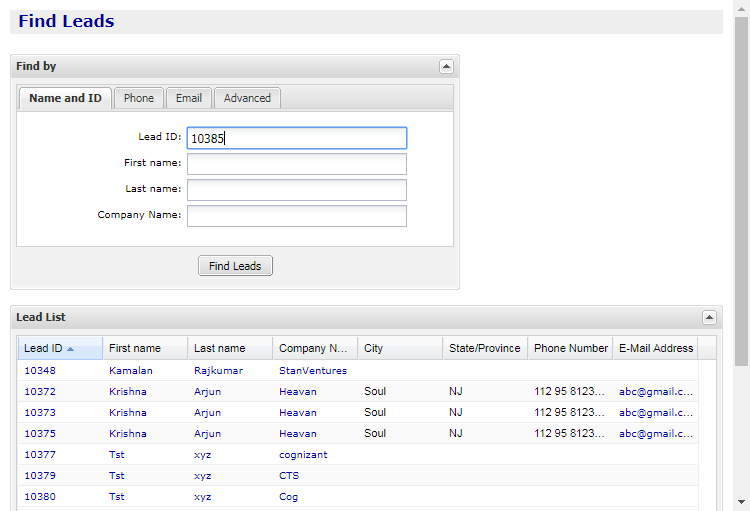 Find Leads
Find by
Name and ID Phone Email Advanced
Lead ID: 10385
First name:
Last name:
Company Name:
Find Leads
Lead List
Lead ID First name Last name Company N... City State/Province Phone Number E-Mail Address
10348 Kamalan Rajkumar StanVentures
10372 Krishna Arjun Heavan Soul NJ 112 95 8123... abc@gmail.c...
10373 Krishna Arjun Heavan Soul NJ 112 95 8123... abc@gmail.c...
10375 Krishna Arjun Heavan Soul NJ 112 95 8123... abc@gmail.c...
10377 Tst xyz cognizant
10379 Tst xyz CTS
10380 Tst xyz Cog